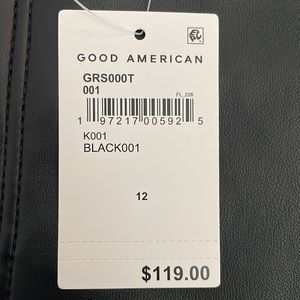 GOOD AMERICAN
GRS000T
001
FL_228
1 97217 00592 5
K001
BLACK001
12
$119.00